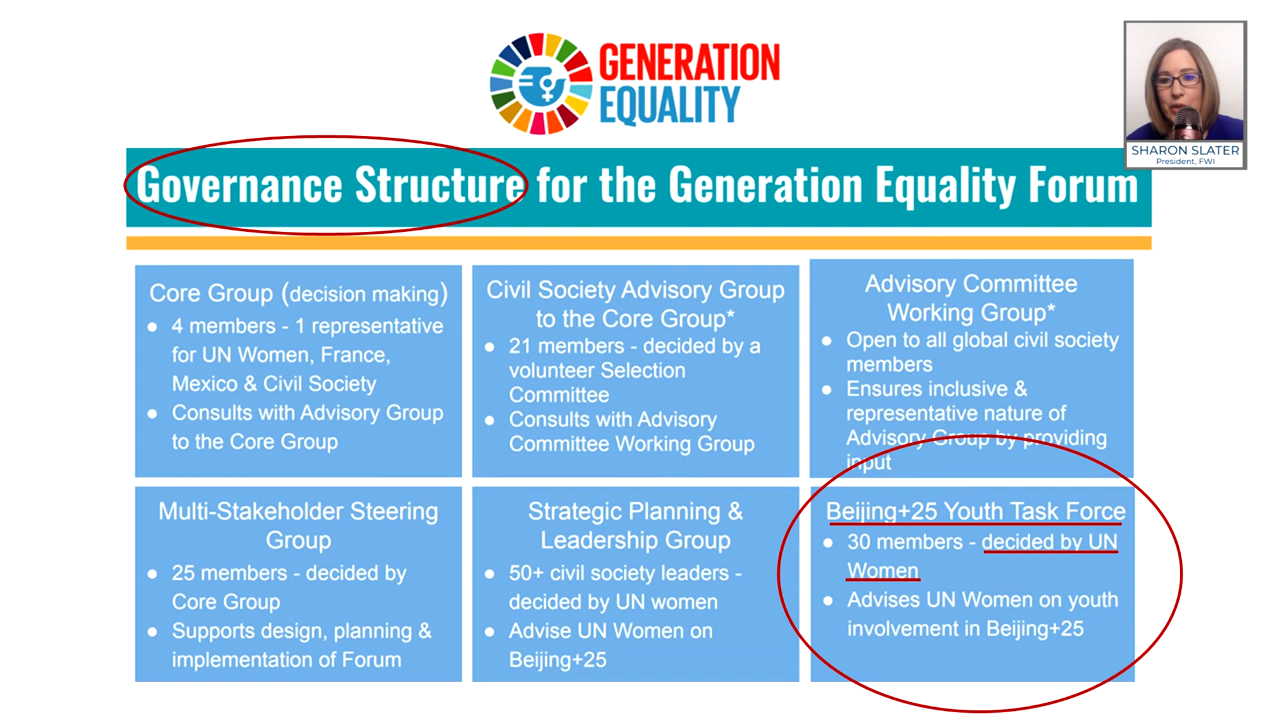 GENERATION
EQUALITY
SHARON SLATER
President, FWI
Governance Structure for the Generation Equality Forum
Core Group (decision making)
● 4 members - 1 representative
for UN Women, France,
Mexico & Civil Society
● Consults with Advisory Group
to the Core Group
Civil Society Advisory Group
to the Core Group*
● 21 members - decided by a
volunteer Selection
Committee
● Consults with Advisory
Committee Working Group
Advisory Committee
Working Group*
● Open to all global civil society
members
● Ensures inclusive &
representative nature of
Advisory Group by providing
input
Multi-Stakeholder Steering
Group
● 25 members - decided by
Core Group
● Supports design, planning &
implementation of Forum
Strategic Planning &
Leadership Group
● 50+ civil society leaders -
decided by UN women
● Advise UN Women on
Beijing+25
Beijing+25 Youth Task Force
● 30 members - decided by UN
Women
● Advises UN Women on youth
involvement in Beijing+25